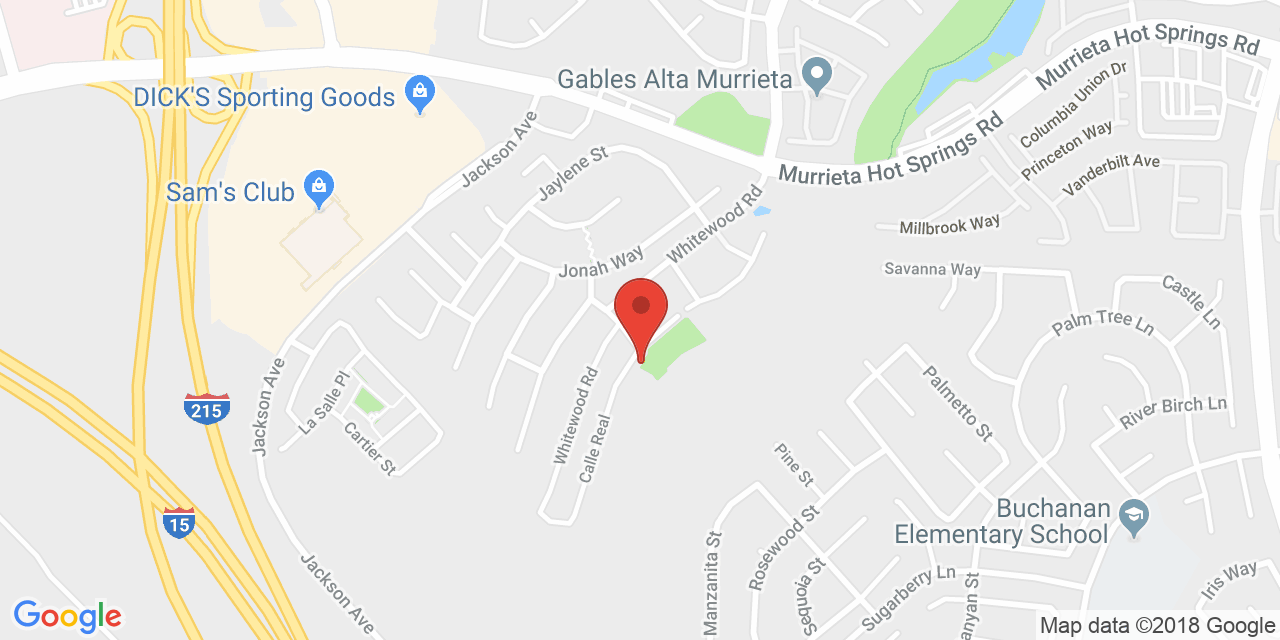 Murrieta Hot Springs Rd
Gables Alta Murrieta
DICK'S Sporting Goods
Columbia Union Dr
Jackson Ave
Princeton Way
Murrieta Hot Springs Rd
Jaylene St
Vanderbilt Ave
Sam's Club
Whitewood Rd
Millbrook Way
Jonah Way
Savanna Way
Castle Ln
Palm Tree Ln
La Salle Pl
Palmetto St
215
Jackson Ave
Whitewood Rd
River Birch Ln
Cartier St
Calle Real
Pine St
Buchanan
Elementary School
15
Rosewood St
Manzanita St
Jackson Ave
Sebnoia St
Sugarberry Ln
anyan St
Iris Way
Google
Map data ©2018 Google